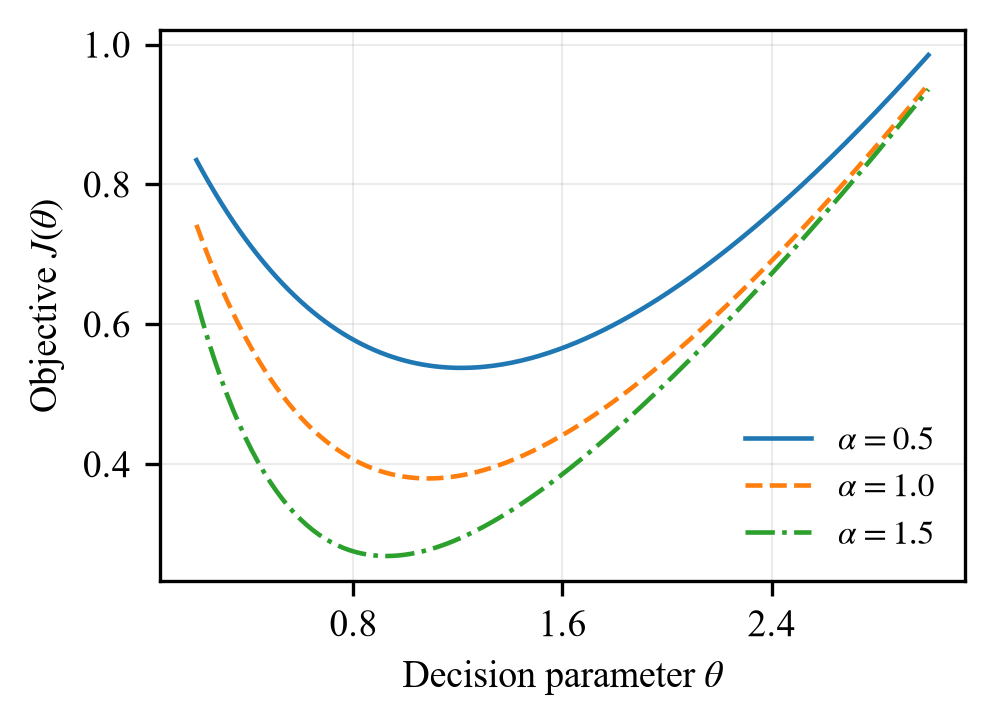 1.0
0.8
0.6
0.4
Objective J(θ)
α = 0.5
α = 1.0
α = 1.5
0.8 1.6 2.4
Decision parameter θ